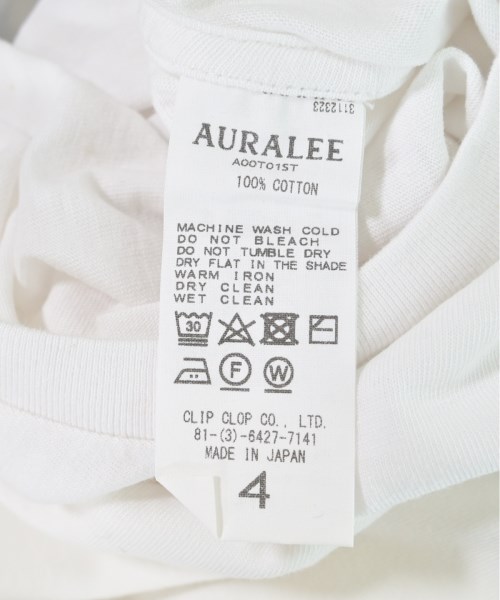 3112323
AURALEE
A00T01ST
100% COTTON
MACHINE WASH COLD
DO NOT BLEACH
DO NOT TUMBLE DRY
DRY FLAT IN THE SHADE
WARM IRON
DRY CLEAN
WET CLEAN
30
F W
CLIP CLOP CO., LTD.
81-(3)-6427-7141
MADE IN JAPAN
4